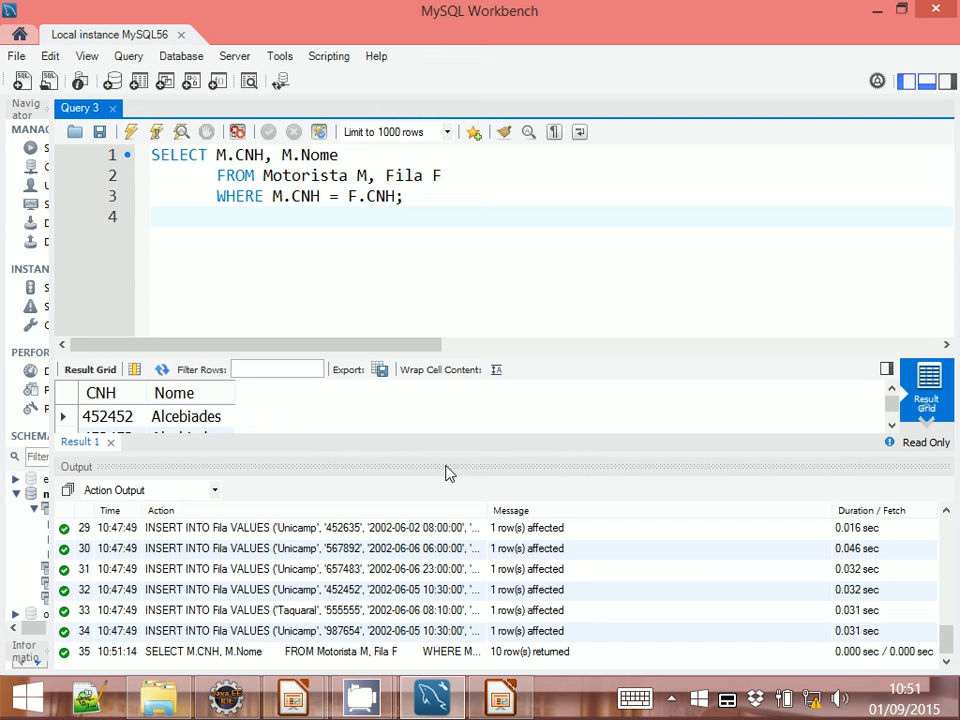 MySQL Workbench
Local instance MySQL56
File Edit View Query Database Server Tools Scripting Help
Navig
ator
Query 3
MANA
Limit to 1000 rows
1 SELECT M.CNH, M.Nome
2 FROM Motorista M, Fila F
3 WHERE M.CNH = F.CNH;
4
INSTAN
PERFO
SCHEM
Filter
Result Grid Filter Rows: Export: Wrap Cell Content:
CNH Nome
452452 Alcebiades
Result
Grid
Result 1 Read Only
Output
Action Output
Time Action Message Duration / Fetch
29 10:47:49 INSERT INTO Fila VALUES ('Unicamp', '452635', '2002-06-02 08:00:00', '... 1 row(s) affected 0.016 sec
30 10:47:49 INSERT INTO Fila VALUES ('Unicamp', '567892', '2002-06-06 06:00:00', '... 1 row(s) affected 0.046 sec
31 10:47:49 INSERT INTO Fila VALUES ('Unicamp', '657483', '2002-06-06 23:00:00', '... 1 row(s) affected 0.032 sec
32 10:47:49 INSERT INTO Fila VALUES ('Unicamp', '452452', '2002-06-05 10:30:00', '... 1 row(s) affected 0.032 sec
33 10:47:49 INSERT INTO Fila VALUES ('Taquaral', '555555', '2002-06-06 08:10:00', '... 1 row(s) affected 0.031 sec
34 10:47:49 INSERT INTO Fila VALUES ('Unicamp', '987654', '2002-06-05 10:30:00', '... 1 row(s) affected 0.031 sec
35 10:51:14 SELECT M.CNH, M.Nome FROM Motorista M, Fila F WHERE M... 10 row(s) returned 0.000 sec / 0.000 sec
Infor
matio
Java EE
IDE
10:51
01/09/2015